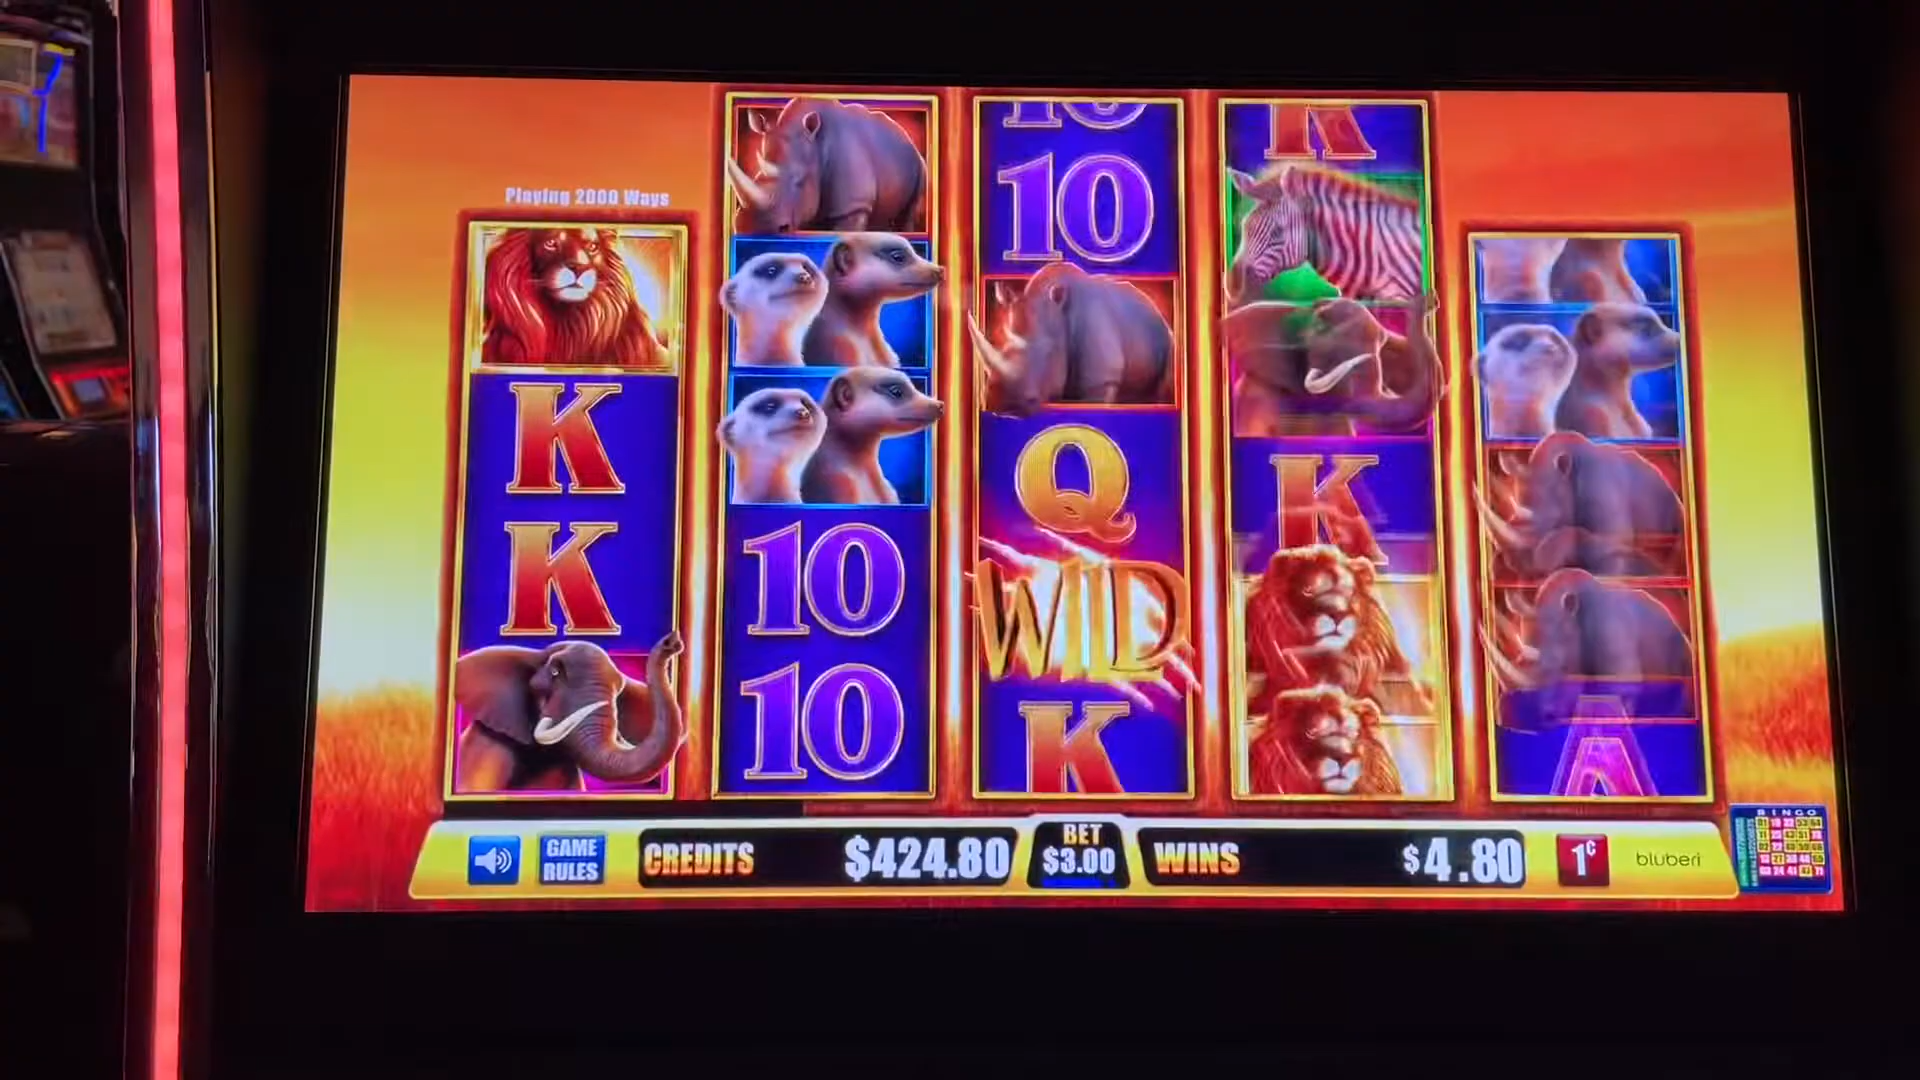 Playing 2000 Ways
10
K
10
K
Q
K
K
10
WILD
10
K
A
GAME
RULES
CREDITS
$424.80
BET
$3.00
WINS
$4.80
1¢
bluberi
BINGO